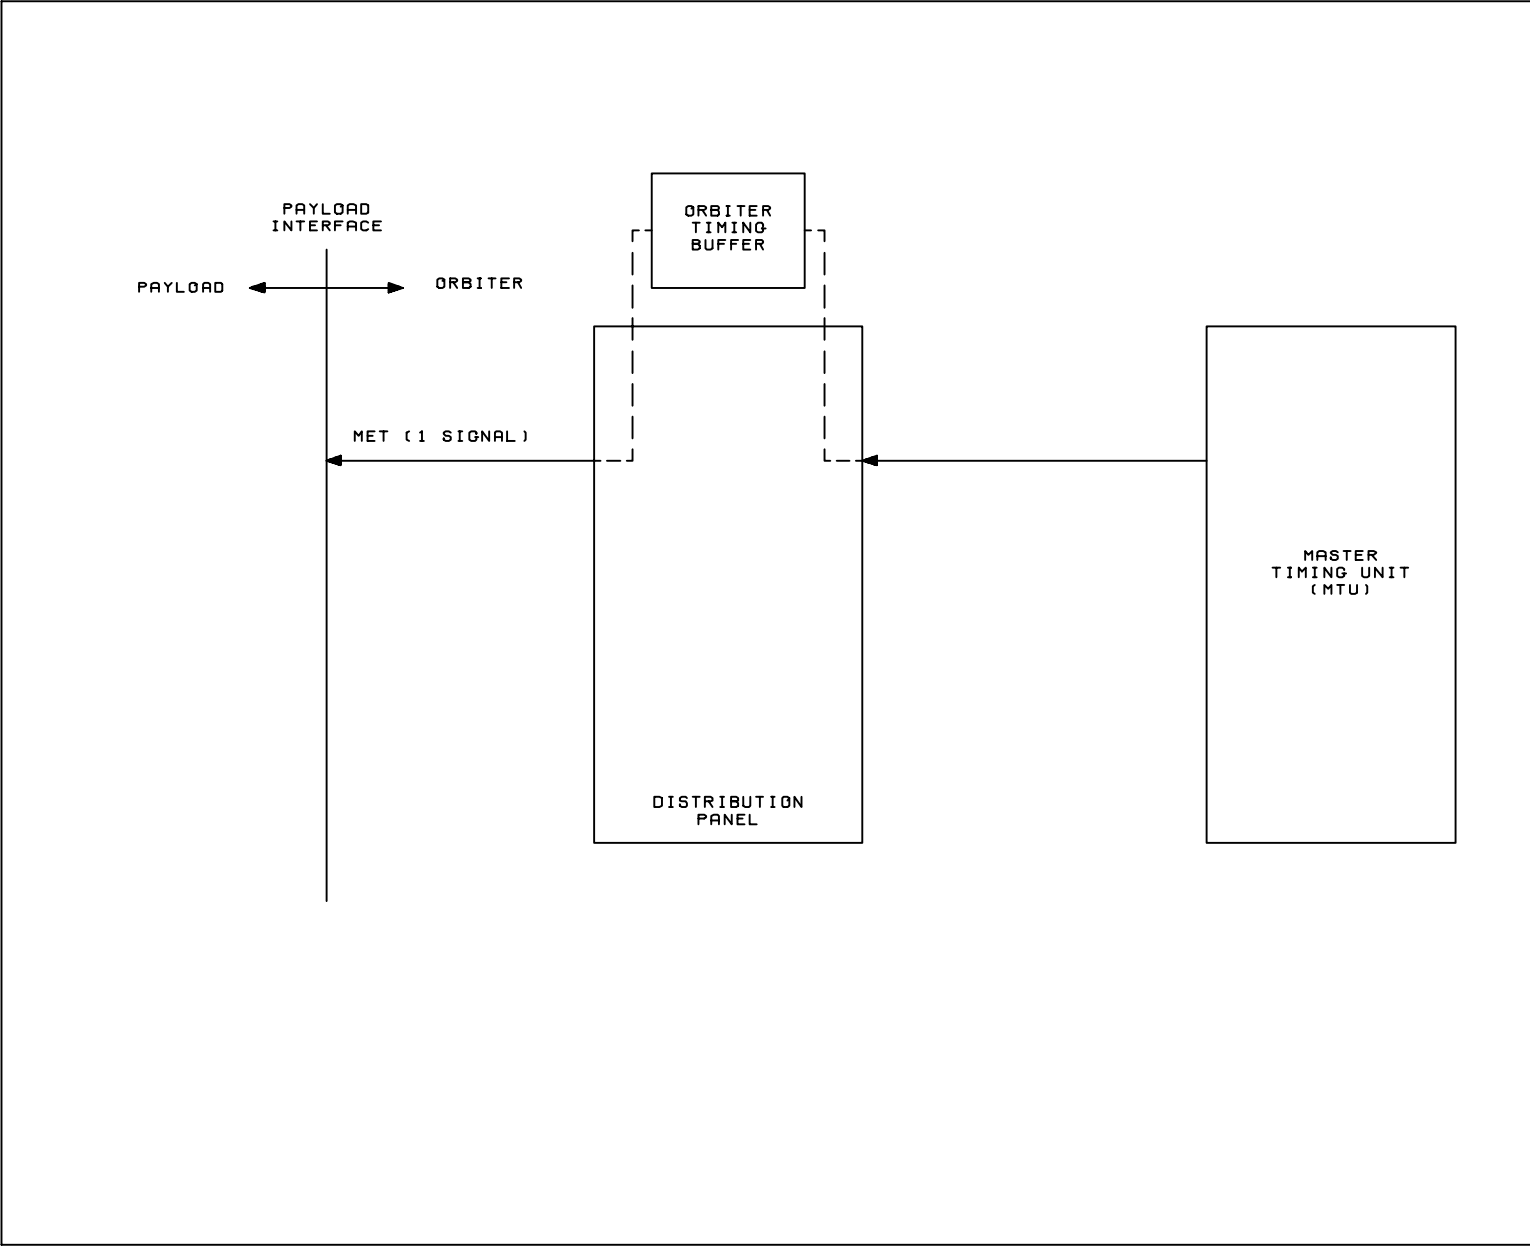 PAYLOAD
INTERFACE
ORBITER
TIMING
BUFFER
PAYLOAD
ORBITER
MET (1 SIGNAL)
MASTER
TIMING UNIT
(MTU)
DISTRIBUTION
PANEL